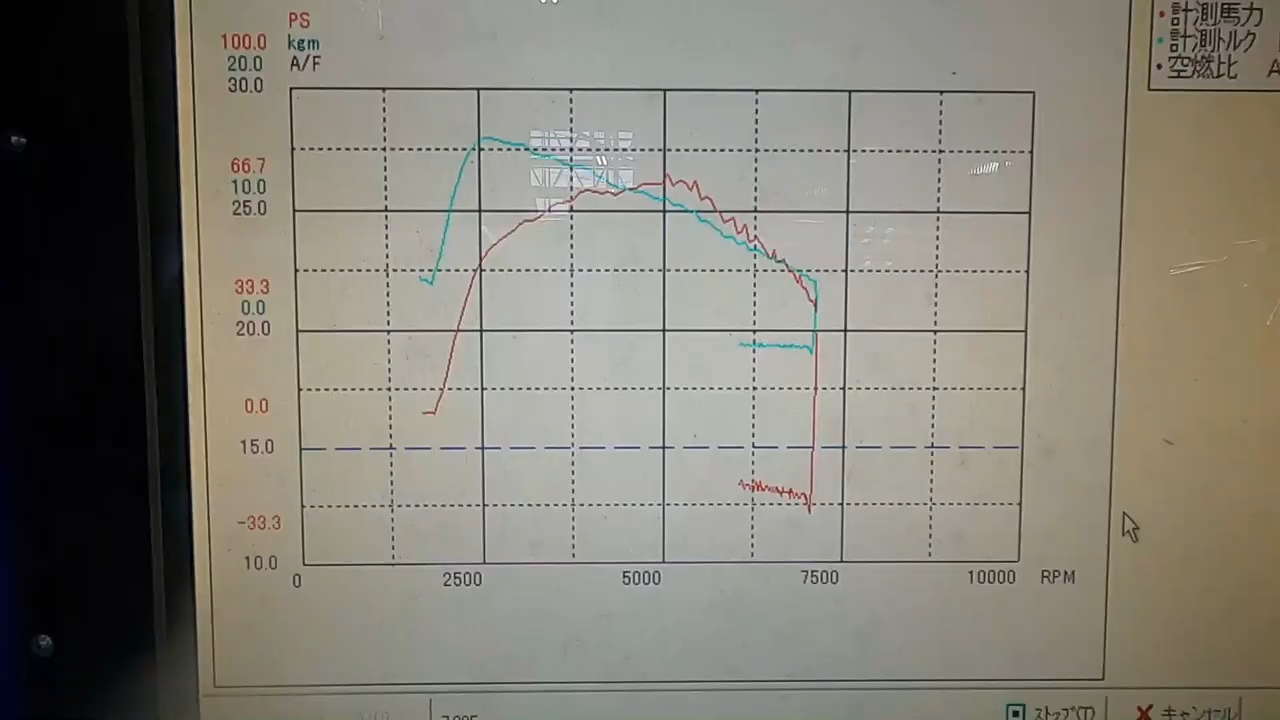 PS
100.0 kgm
20.0 A/F
30.0
計測馬力
計測トルク
空燃比 A
66.7
10.0
25.0
33.3
0.0
20.0
0.0
15.0
-33.3
10.0
0 2500 5000 7500 10000 RPM
ストップ(T) キャンセル